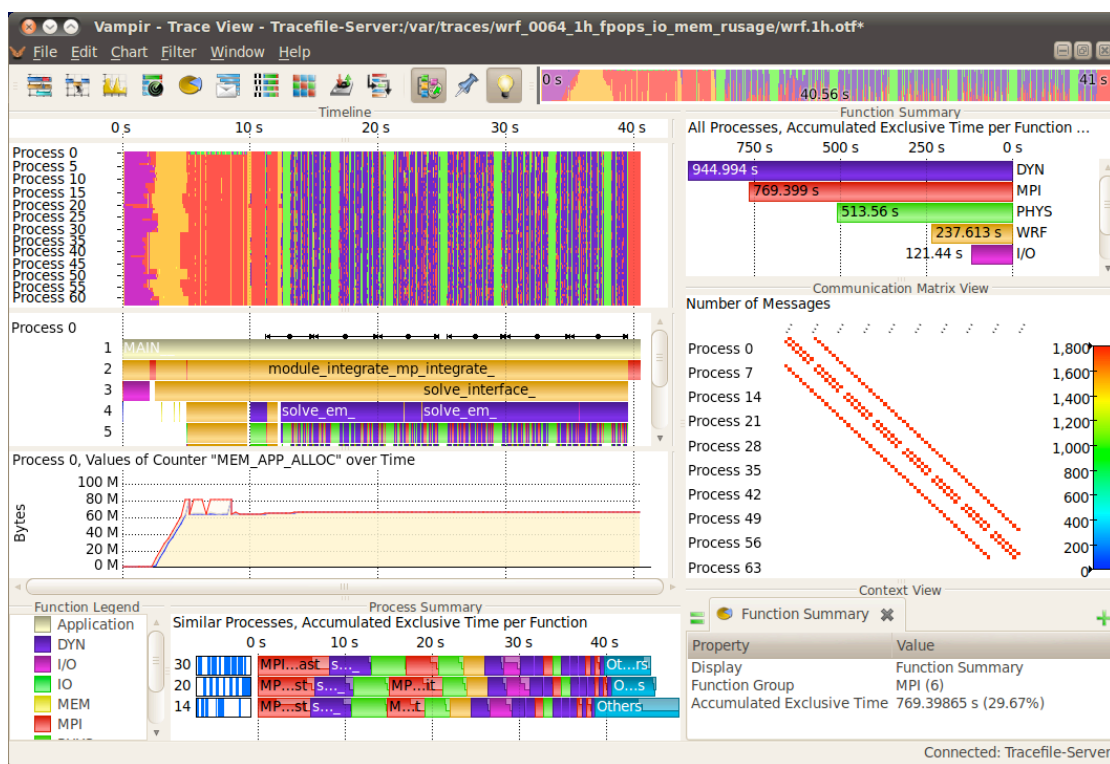 Vampir - Trace View - Tracefile-Server:/var/traces/wrf_0064_1h_fpops_io_mem_rusage/wrf.1h.otf*
File Edit Chart Filter Window Help
0 s 40.56 s 41 s
Timeline
0 s 10 s 20 s 30 s 40 s
Process 0
Process 5
Process 10
Process 15
Process 20
Process 25
Process 30
Process 35
Process 40
Process 45
Process 50
Process 55
Process 60
Process 0
1 MAIN
2 module_integrate_mp_integrate_
3 solve_interface_
4 solve_em_ solve_em_
5
Process 0, Values of Counter "MEM_APP_ALLOC" over Time
Bytes
100 M
80 M
60 M
40 M
20 M
0 M
Function Legend
Application
DYN
I/O
IO
MEM
MPI
Process Summary
Similar Processes, Accumulated Exclusive Time per Function
0 s 10 s 20 s 30 s 40 s
30 MPI...ast s..._ Ot...rs
20 MP...st s..._ MP...it O...s
14 MP...st s..._ M...t Others
Function Summary
All Processes, Accumulated Exclusive Time per Function ...
750 s 500 s 250 s 0 s
944.994 s DYN
769.399 s MPI
513.56 s PHYS
237.613 s WRF
121.44 s I/O
Communication Matrix View
Number of Messages
Process 0
Process 7
Process 14
Process 21
Process 28
Process 35
Process 42
Process 49
Process 56
Process 63
1,800
1,600
1,400
1,200
1,000
800
600
400
200
0
Context View
Function Summary
Property Value
Display Function Summary
Function Group MPI (6)
Accumulated Exclusive Time 769.39865 s (29.67%)
Connected: Tracefile-Server